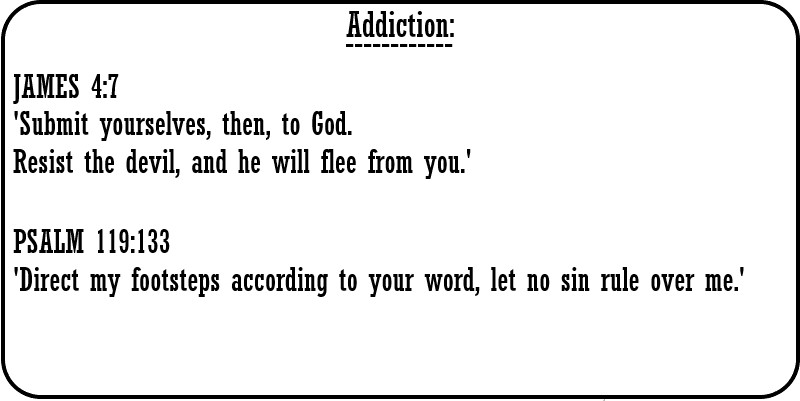 Addiction:
------------
JAMES 4:7
'Submit yourselves, then, to God.
Resist the devil, and he will flee from you.'
PSALM 119:133
'Direct my footsteps according to your word, let no sin rule over me.'